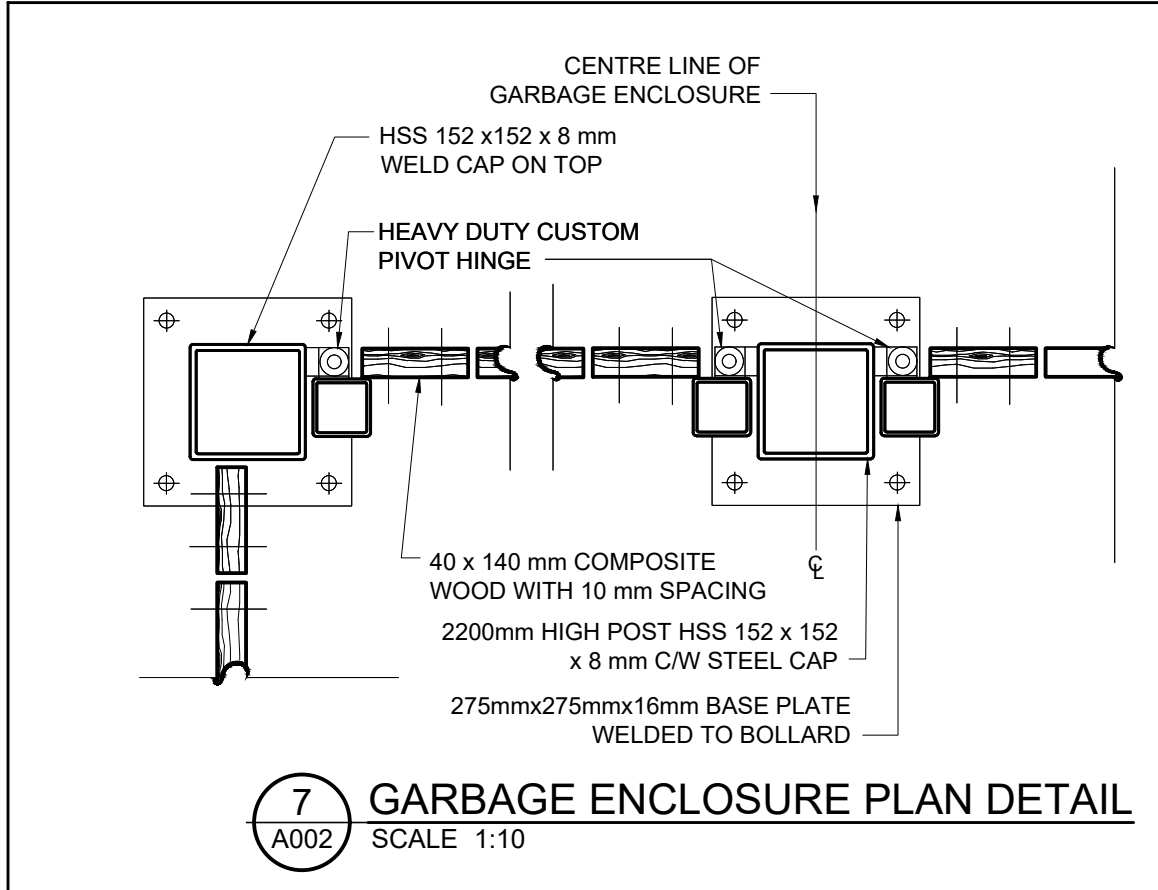 CENTRE LINE OF
GARBAGE ENCLOSURE
HSS 152 x152 x 8 mm
WELD CAP ON TOP
HEAVY DUTY CUSTOM
PIVOT HINGE
℄
40 x 140 mm COMPOSITE
WOOD WITH 10 mm SPACING
2200mm HIGH POST HSS 152 x 152
x 8 mm C/W STEEL CAP
275mmx275mmx16mm BASE PLATE
WELDED TO BOLLARD
7
A002
GARBAGE ENCLOSURE PLAN DETAIL
SCALE 1:10